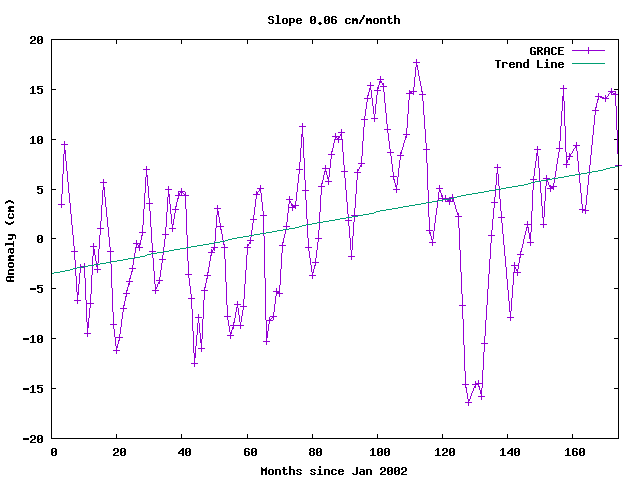 Slope 0.06 cm/month
GRACE
Trend Line
20
15
10
5
0
-5
-10
-15
-20
Anomaly (cm)
0 20 40 60 80 100 120 140 160
Months since Jan 2002